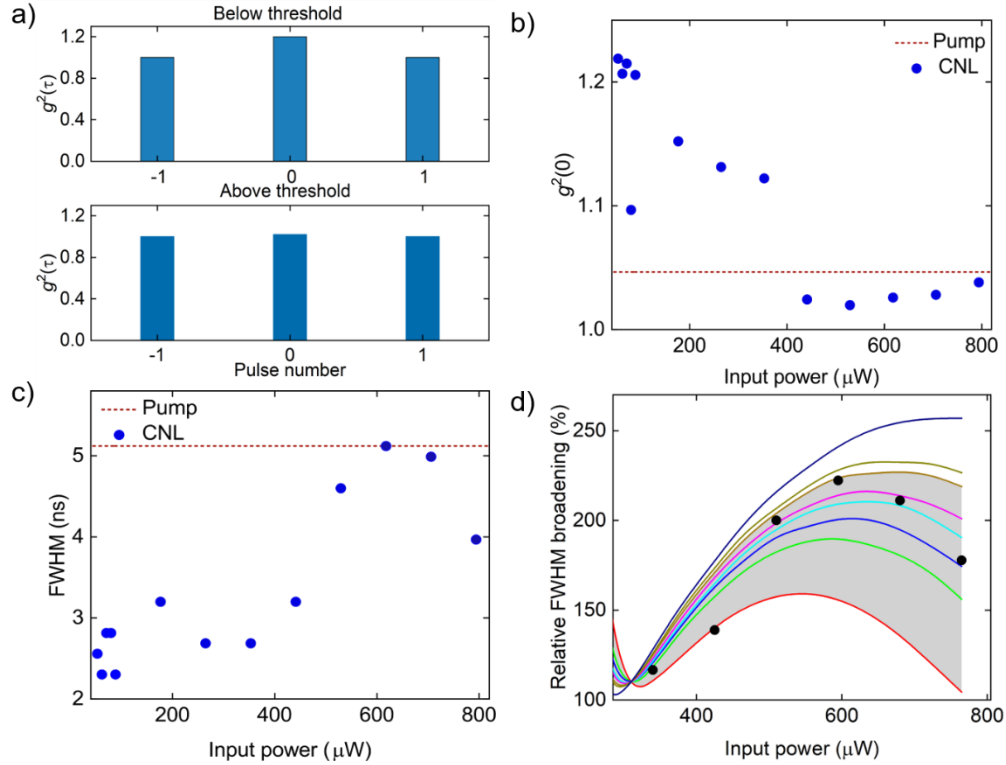 a)
Below threshold
g²(τ)
1.2
0.8
0.4
0.0
-1 0 1
Above threshold
g²(τ)
1.2
0.8
0.4
0.0
-1 0 1
Pulse number
b)
Pump
CNL
g²(0)
1.2
1.1
1.0
200 400 600 800
Input power (μW)
c)
Pump
CNL
FWHM (ns)
5
4
3
2
0 200 400 600 800
Input power (μW)
d)
Relative FWHM broadening (%)
250
200
150
100
400 600 800
Input power (μW)